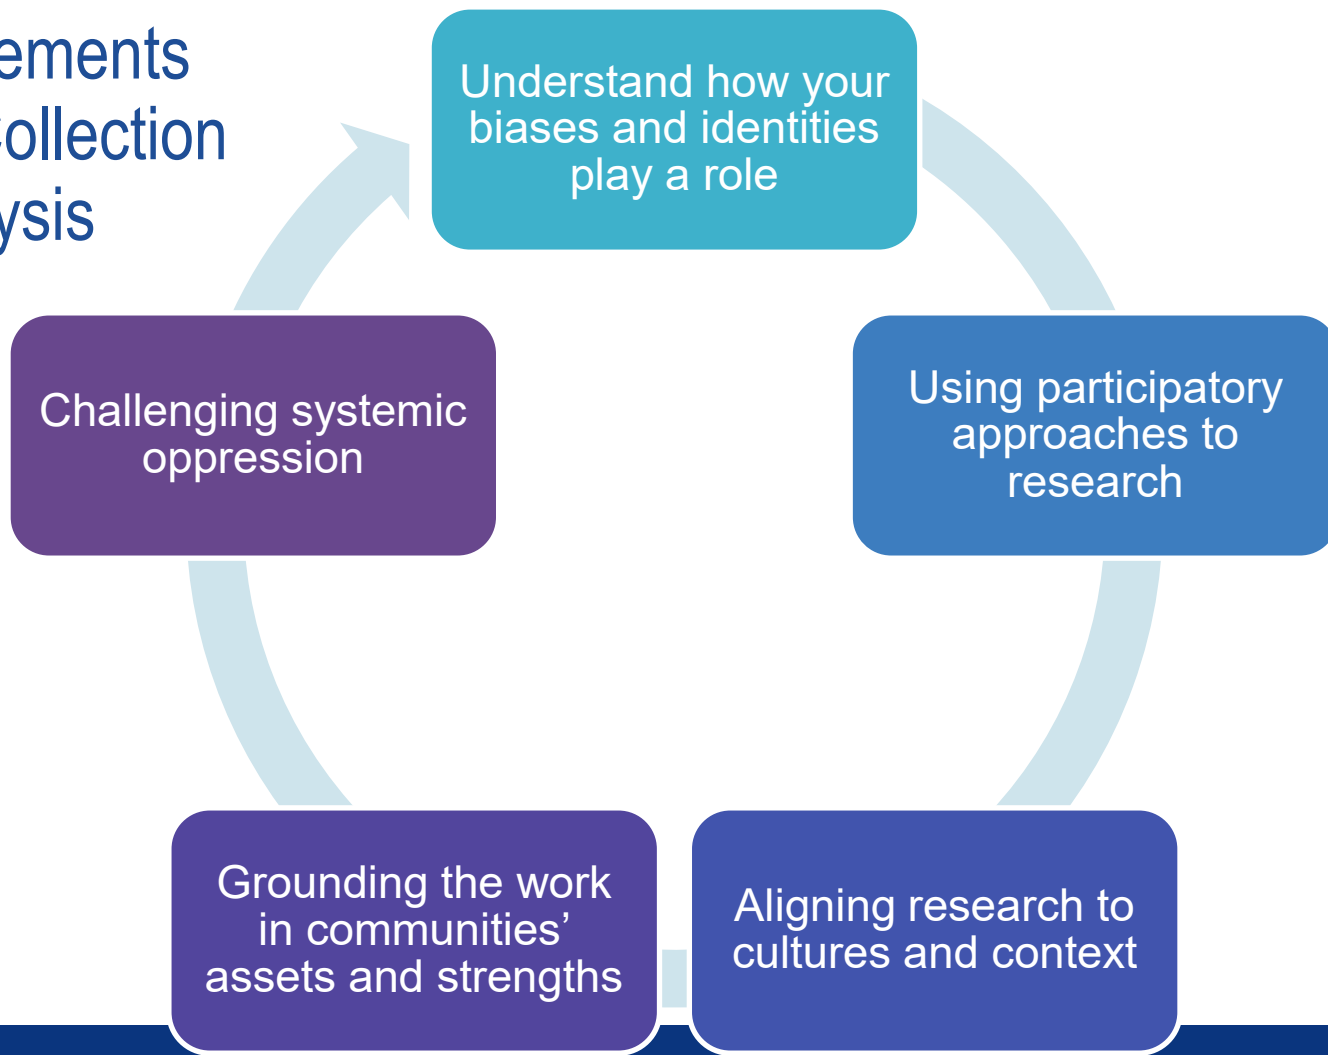 ements
Collection
ysis
Understand how your
biases and identities
play a role
Using participatory
approaches to
research
Aligning research to
cultures and context
Grounding the work
in communities’
assets and strengths
Challenging systemic
oppression